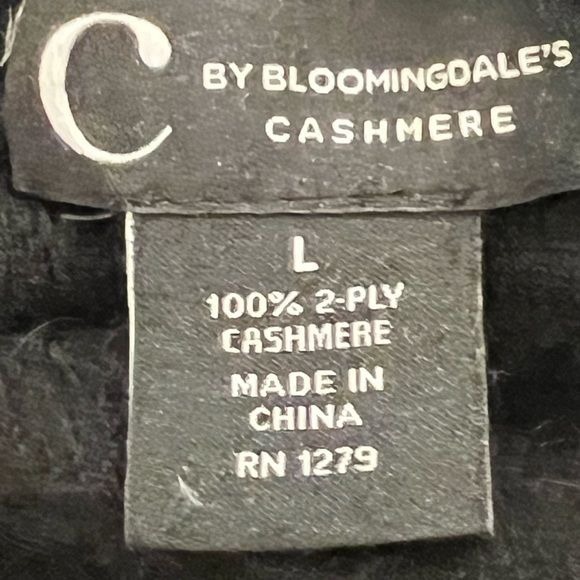 C BY BLOOMINGDALE'S
CASHMERE
L
100% 2-PLY
CASHMERE
MADE IN
CHINA
RN 1279